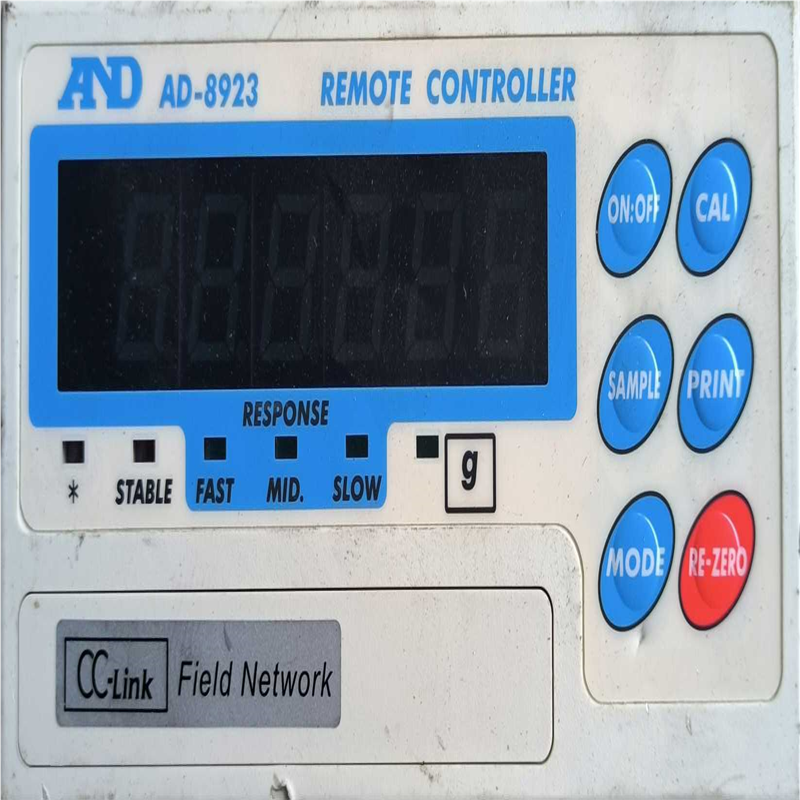 AND AD-8923 REMOTE CONTROLLER
ON:OFF CAL
SAMPLE PRINT
RESPONSE
* STABLE FAST MID. SLOW g
MODE RE-ZERO
CC-Link Field Network